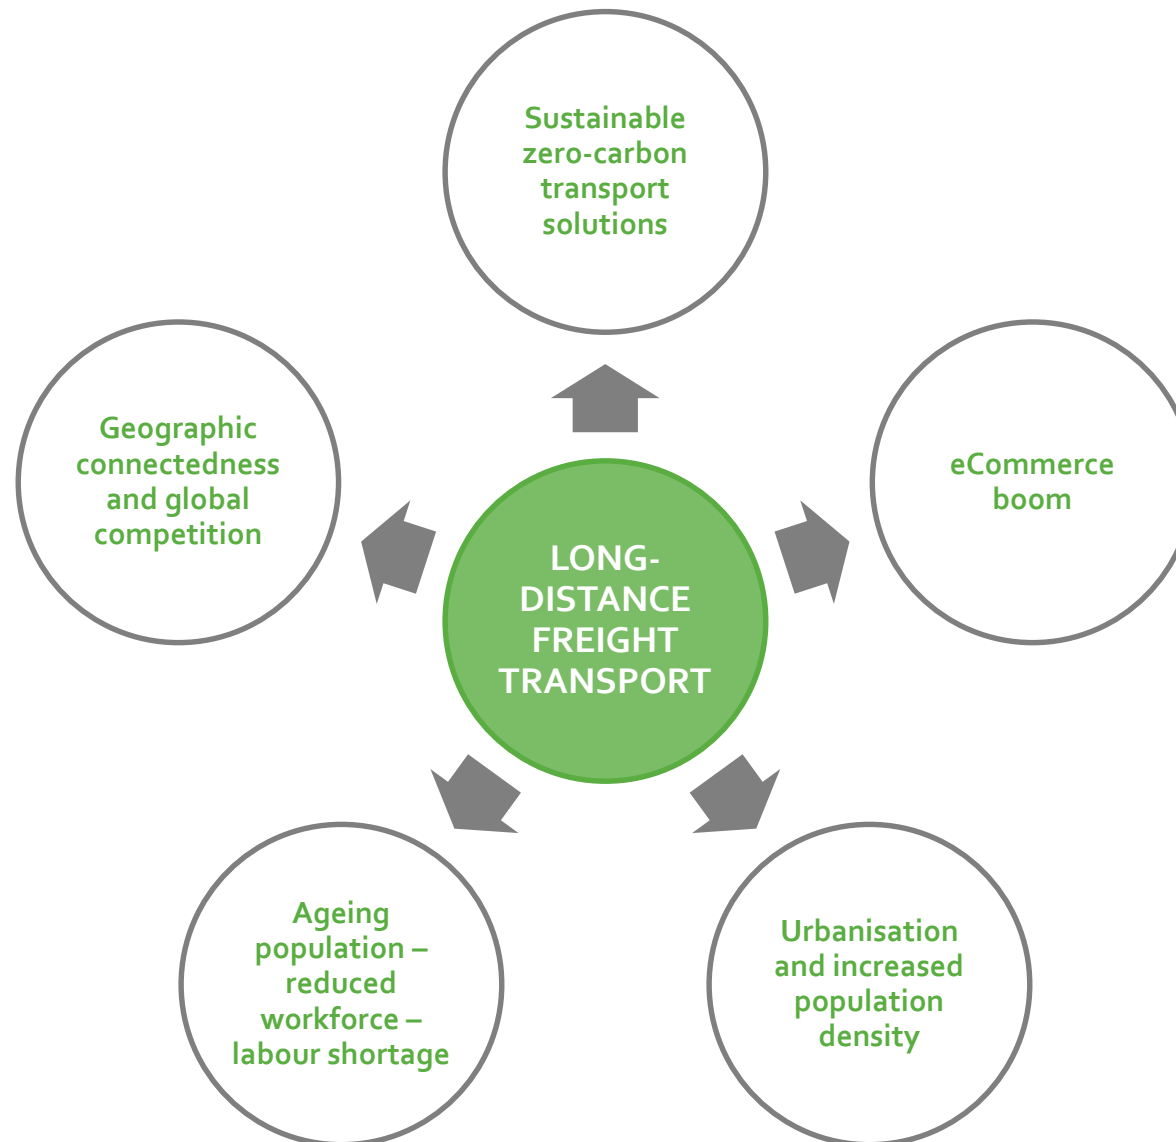 Sustainable
zero-carbon
transport
solutions
Geographic
connectedness
and global
competition
eCommerce
boom
LONG-
DISTANCE
FREIGHT
TRANSPORT
Ageing
population –
reduced
workforce –
labour shortage
Urbanisation
and increased
population
density